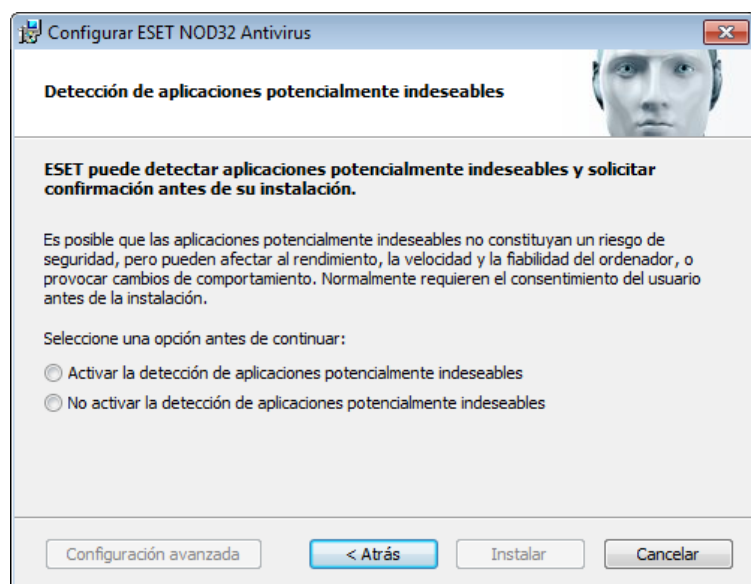 Configurar ESET NOD32 Antivirus
Detección de aplicaciones potencialmente indeseables
ESET puede detectar aplicaciones potencialmente indeseables y solicitar
confirmación antes de su instalación.
Es posible que las aplicaciones potencialmente indeseables no constituyan un riesgo de
seguridad, pero pueden afectar al rendimiento, la velocidad y la fiabilidad del ordenador, o
provocar cambios de comportamiento. Normalmente requieren el consentimiento del usuario
antes de la instalación.
Seleccione una opción antes de continuar:
Activar la detección de aplicaciones potencialmente indeseables
No activar la detección de aplicaciones potencialmente indeseables
Configuración avanzada < Atrás Instalar Cancelar